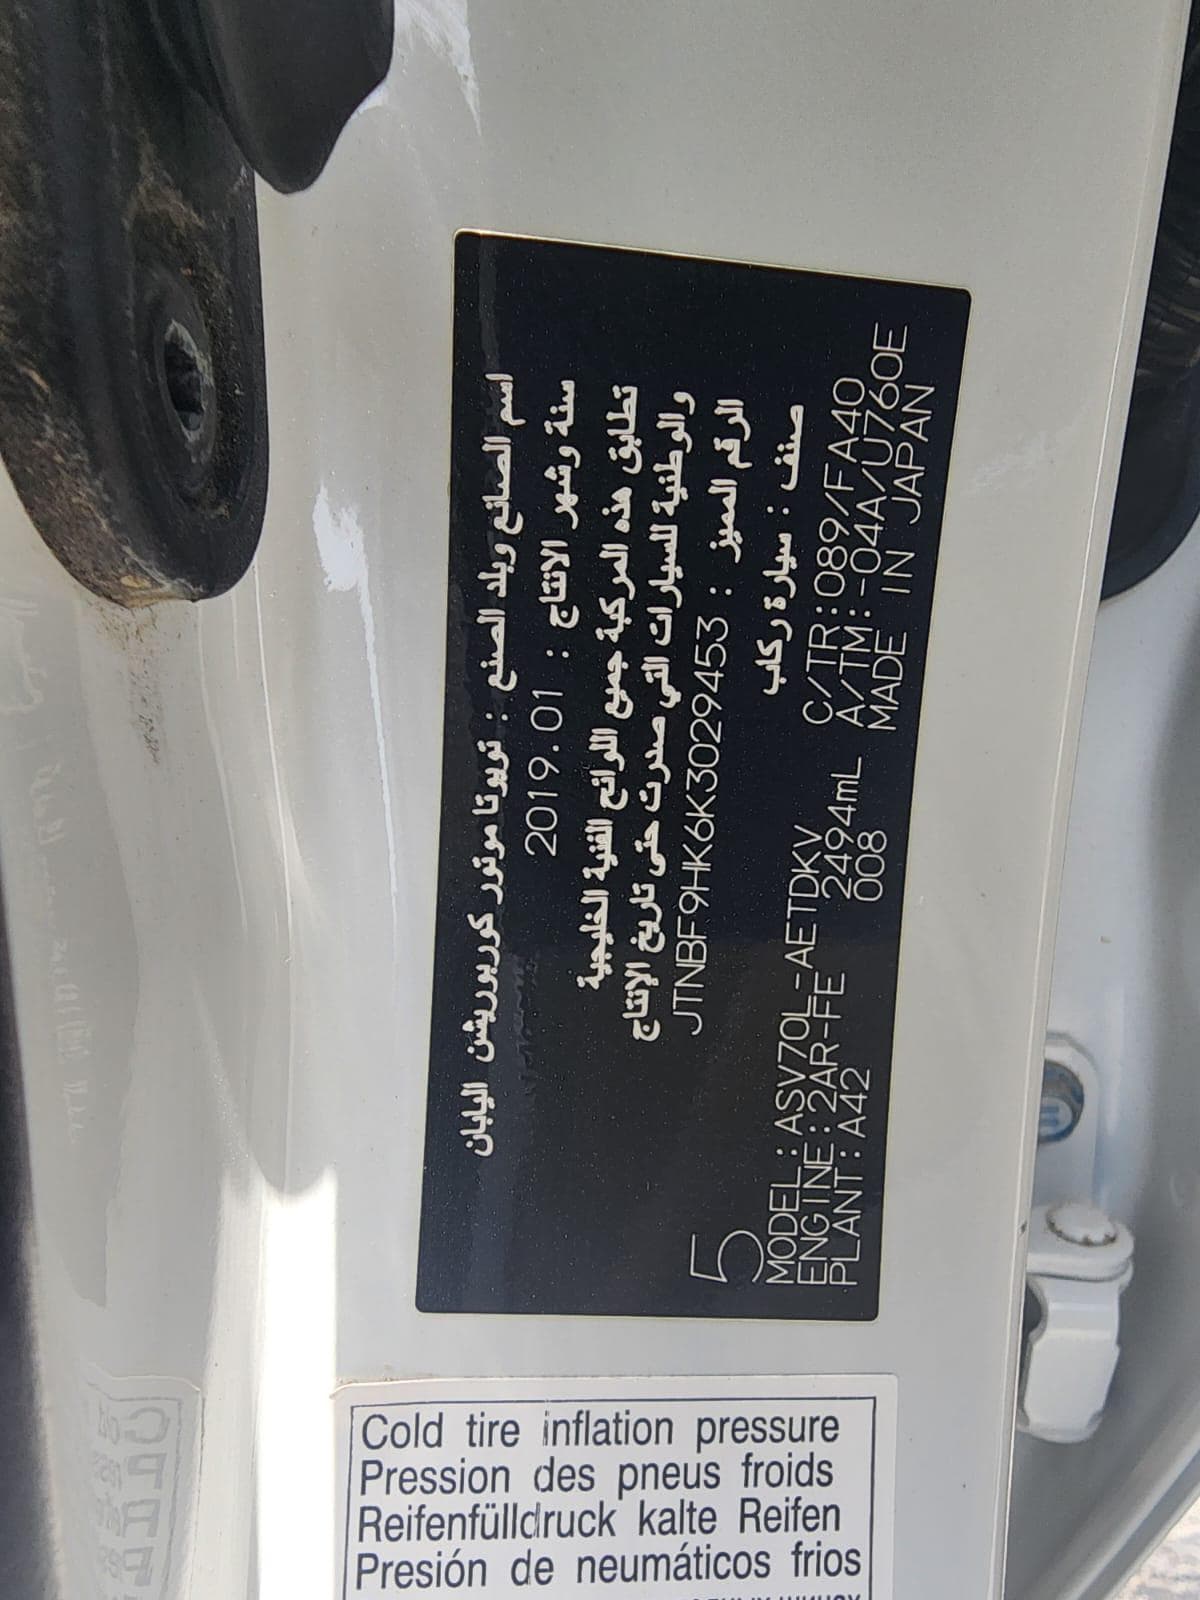 اسم الصانع وبلد الصنع : تويوتا موتور كوربوريشن اليابان
سنة وشهر الانتاج : 2019.01
تطابق هذه المركبة جميع اللوائح الفنية الخليجية
والوطنية للسيارات التي صدرت حتى تاريخ الإنتاج
الرقم المميز : JTNBF9HK6K3029453
صنف : سيارة ركاب
5
MODEL:ASV70L-AETDKV C/TR:089/FA40
ENGINE:2AR-FE 2494mL A/TM:-04A/U760E
PLANT:A42 008 MADE IN JAPAN
Cold tire inflation pressure
Pression des pneus froids
Reifenfülldruck kalte Reifen
Presión de neumáticos frios